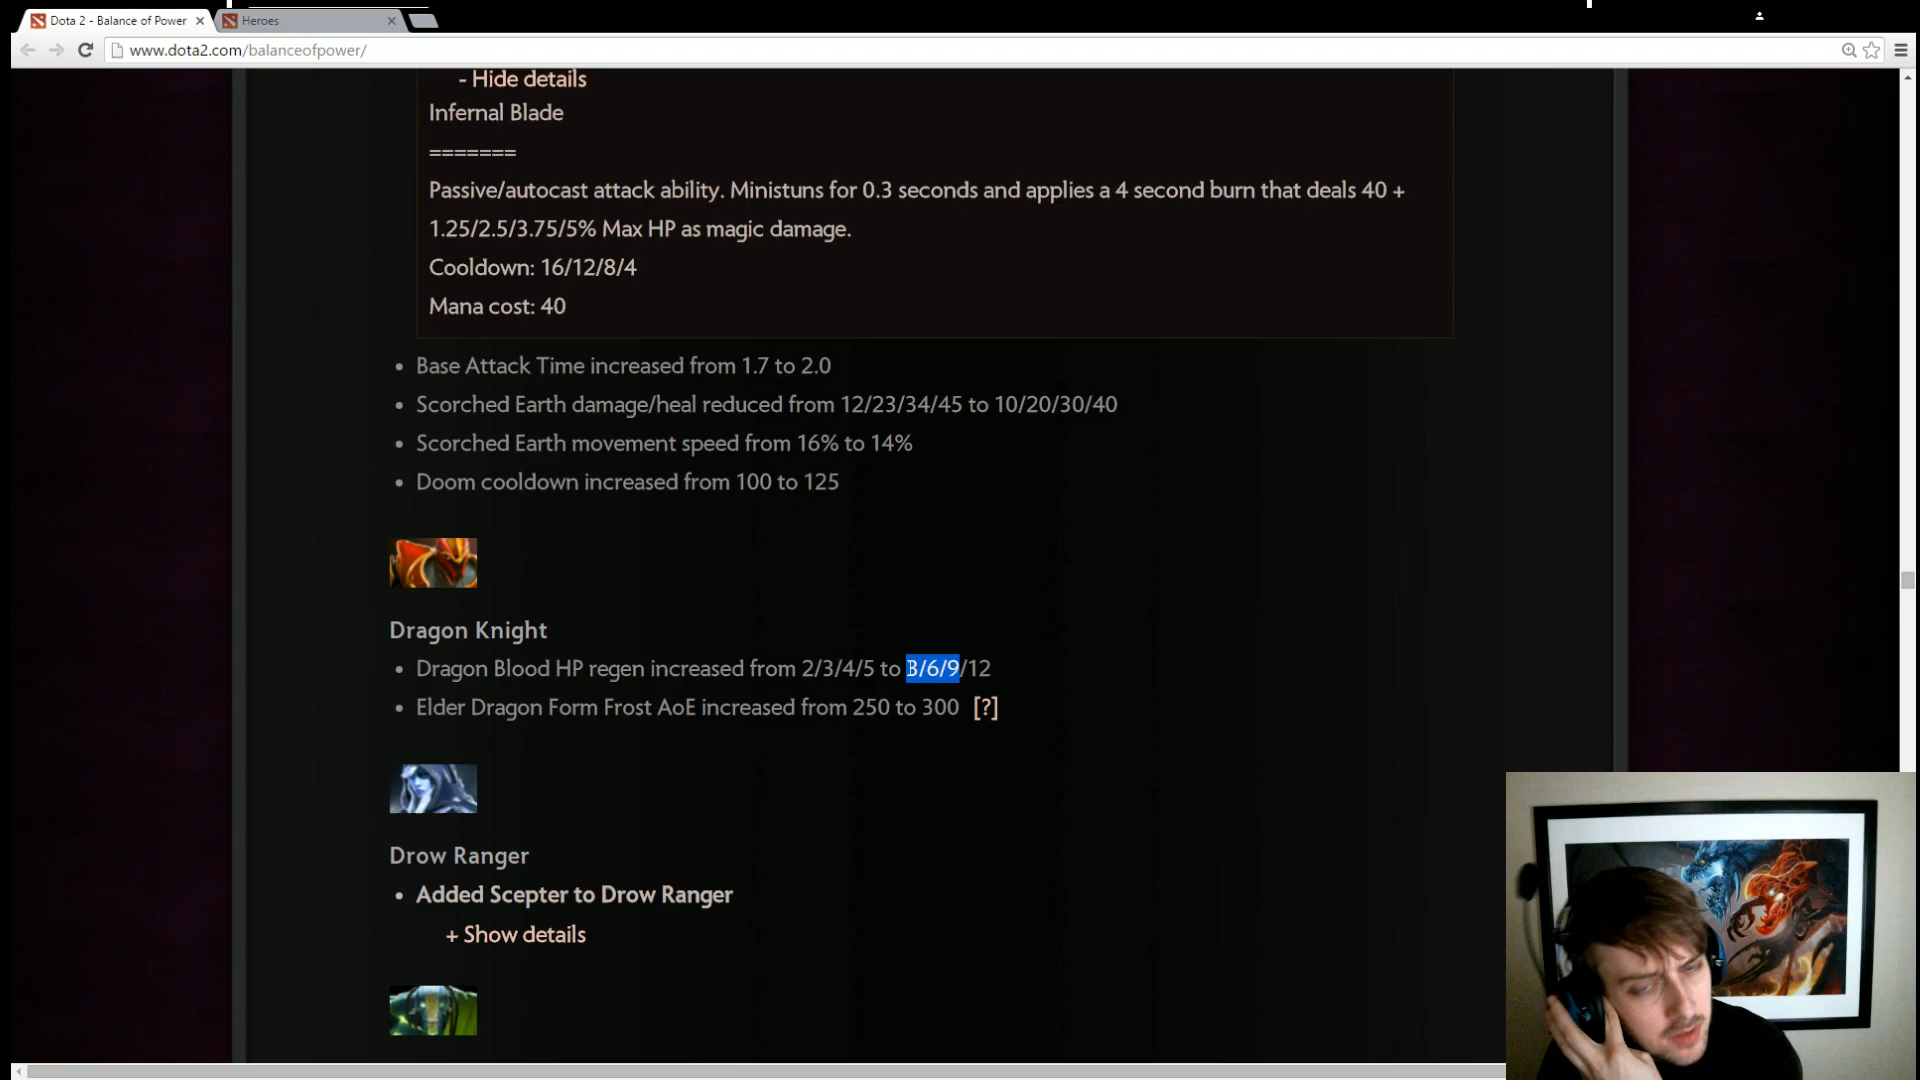 Dota 2 - Balance of Power
Heroes
www.dota2.com/balanceofpower/
- Hide details
Infernal Blade
=======
Passive/autocast attack ability. Ministuns for 0.3 seconds and applies a 4 second burn that deals 40 +
1.25/2.5/3.75/5% Max HP as magic damage.
Cooldown: 16/12/8/4
Mana cost: 40
• Base Attack Time increased from 1.7 to 2.0
• Scorched Earth damage/heal reduced from 12/23/34/45 to 10/20/30/40
• Scorched Earth movement speed from 16% to 14%
• Doom cooldown increased from 100 to 125
Dragon Knight
• Dragon Blood HP regen increased from 2/3/4/5 to 3/6/9/12
• Elder Dragon Form Frost AoE increased from 250 to 300 [?]
Drow Ranger
• Added Scepter to Drow Ranger
+ Show details